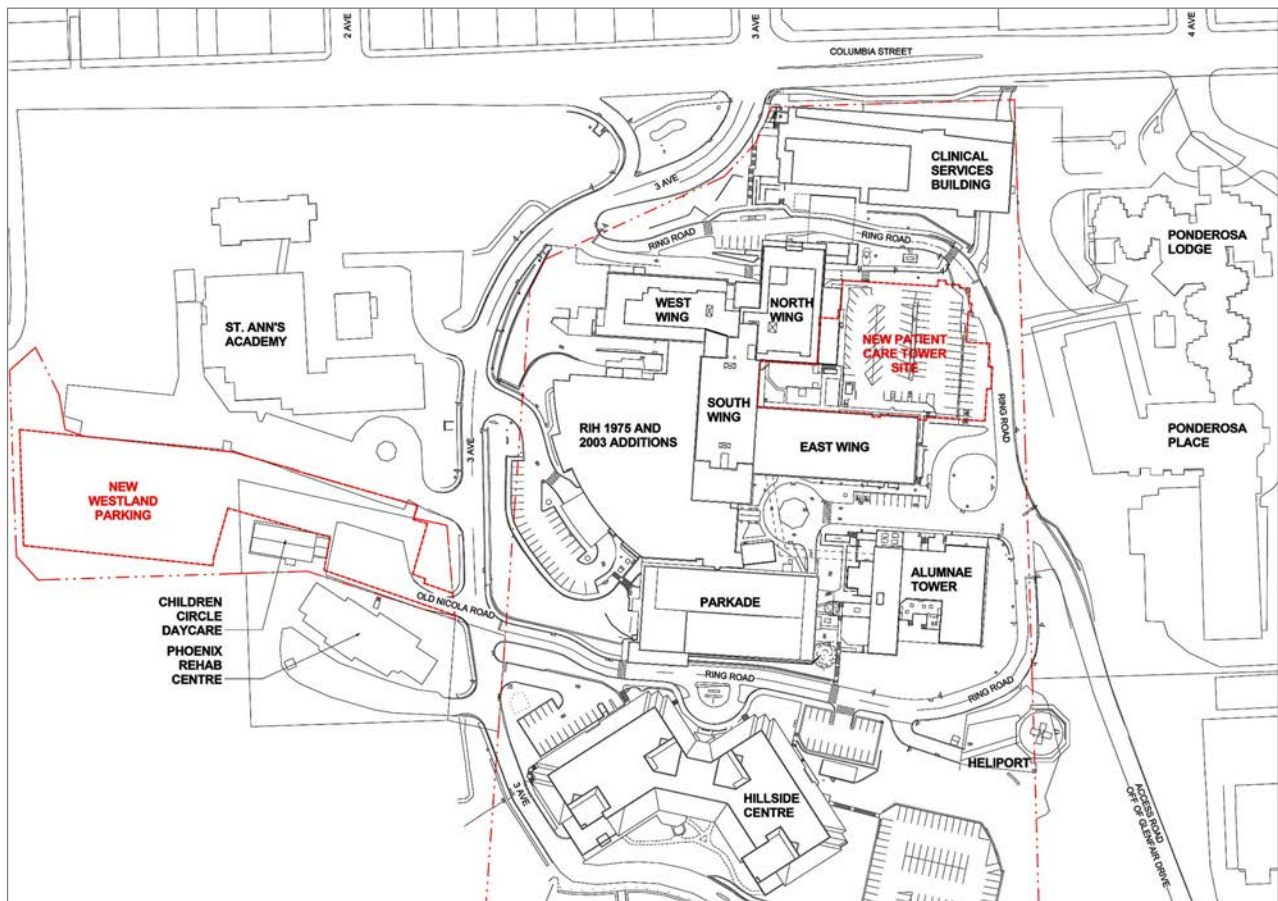 2 AVE
3 AVE
4 AVE
COLUMBIA STREET
CLINICAL
SERVICES
BUILDING
3 AVE
RING ROAD
RING ROAD
PONDEROSA
LODGE
WEST
WING
NORTH
WING
ST. ANN'S
ACADEMY
NEW PATIENT
CARE TOWER
SITE
SOUTH
WING
RING ROAD
RIH 1975 AND
2003 ADDITIONS
EAST WING
PONDEROSA
PLACE
3 AVE
NEW
WESTLAND
PARKING
ALUMNAE
TOWER
OLD NICOLA ROAD
PARKADE
CHILDREN
CIRCLE
DAYCARE
PHOENIX
REHAB
CENTRE
RING ROAD
RING ROAD
HELIPORT
3 AVE
HILLSIDE
CENTRE
ACCESS ROAD
OFF OF GLENFAIR DRIVE